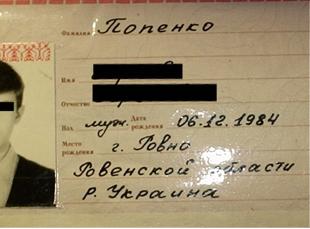 Фамилия Попенко
Имя
Отчество
Пол муж. Дата рождения 06.12.1984
Место рождения г. Ровно
Ровенской области
Р. Украина